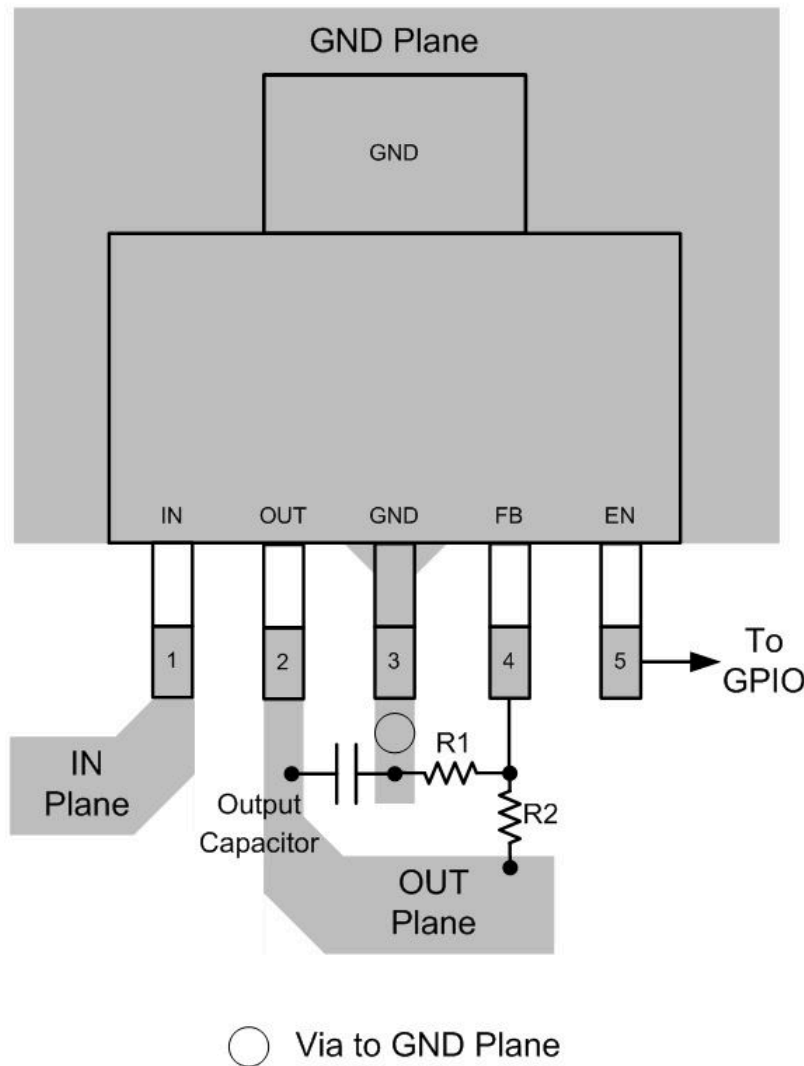 GND Plane
GND
IN OUT GND FB EN
1 2 3 4 5
To
GPIO
R1
IN
Plane
Output
Capacitor
R2
OUT
Plane
Via to GND Plane